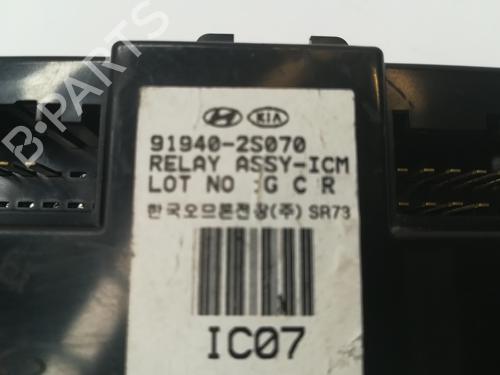 KIA
91940-2S070
RELAY ASSY-ICM
LOT NO :G C R
한국오므론전장(주) SR73
IC07
B-PARTS